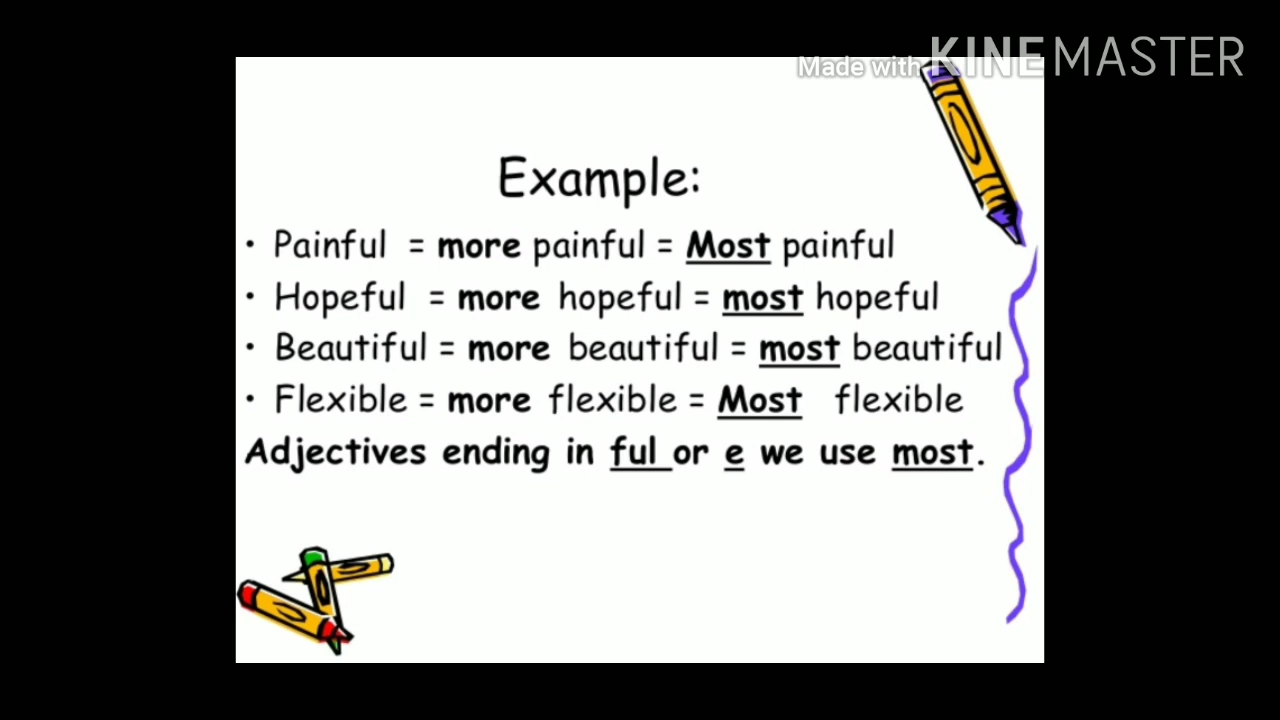 Made with KINEMASTER
Example:
• Painful = more painful = Most painful
• Hopeful = more hopeful = most hopeful
• Beautiful = more beautiful = most beautiful
• Flexible = more flexible = Most flexible
Adjectives ending in ful or e we use most.